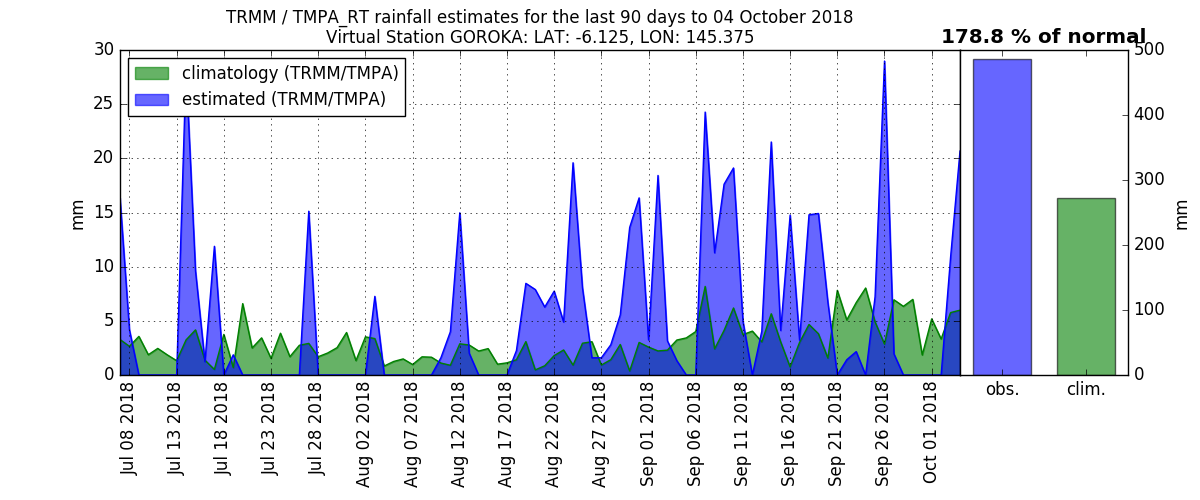 TRMM / TMPA_RT rainfall estimates for the last 90 days to 04 October 2018
Virtual Station GOROKA: LAT: -6.125, LON: 145.375
178.8 % of normal
climatology (TRMM/TMPA)
estimated (TRMM/TMPA)
30
25
20
15
10
5
0
mm
Jul 08 2018
Jul 13 2018
Jul 18 2018
Jul 23 2018
Jul 28 2018
Aug 02 2018
Aug 07 2018
Aug 12 2018
Aug 17 2018
Aug 22 2018
Aug 27 2018
Sep 01 2018
Sep 06 2018
Sep 11 2018
Sep 16 2018
Sep 21 2018
Sep 26 2018
Oct 01 2018
obs.
clim.
500
400
300
200
100
0
mm